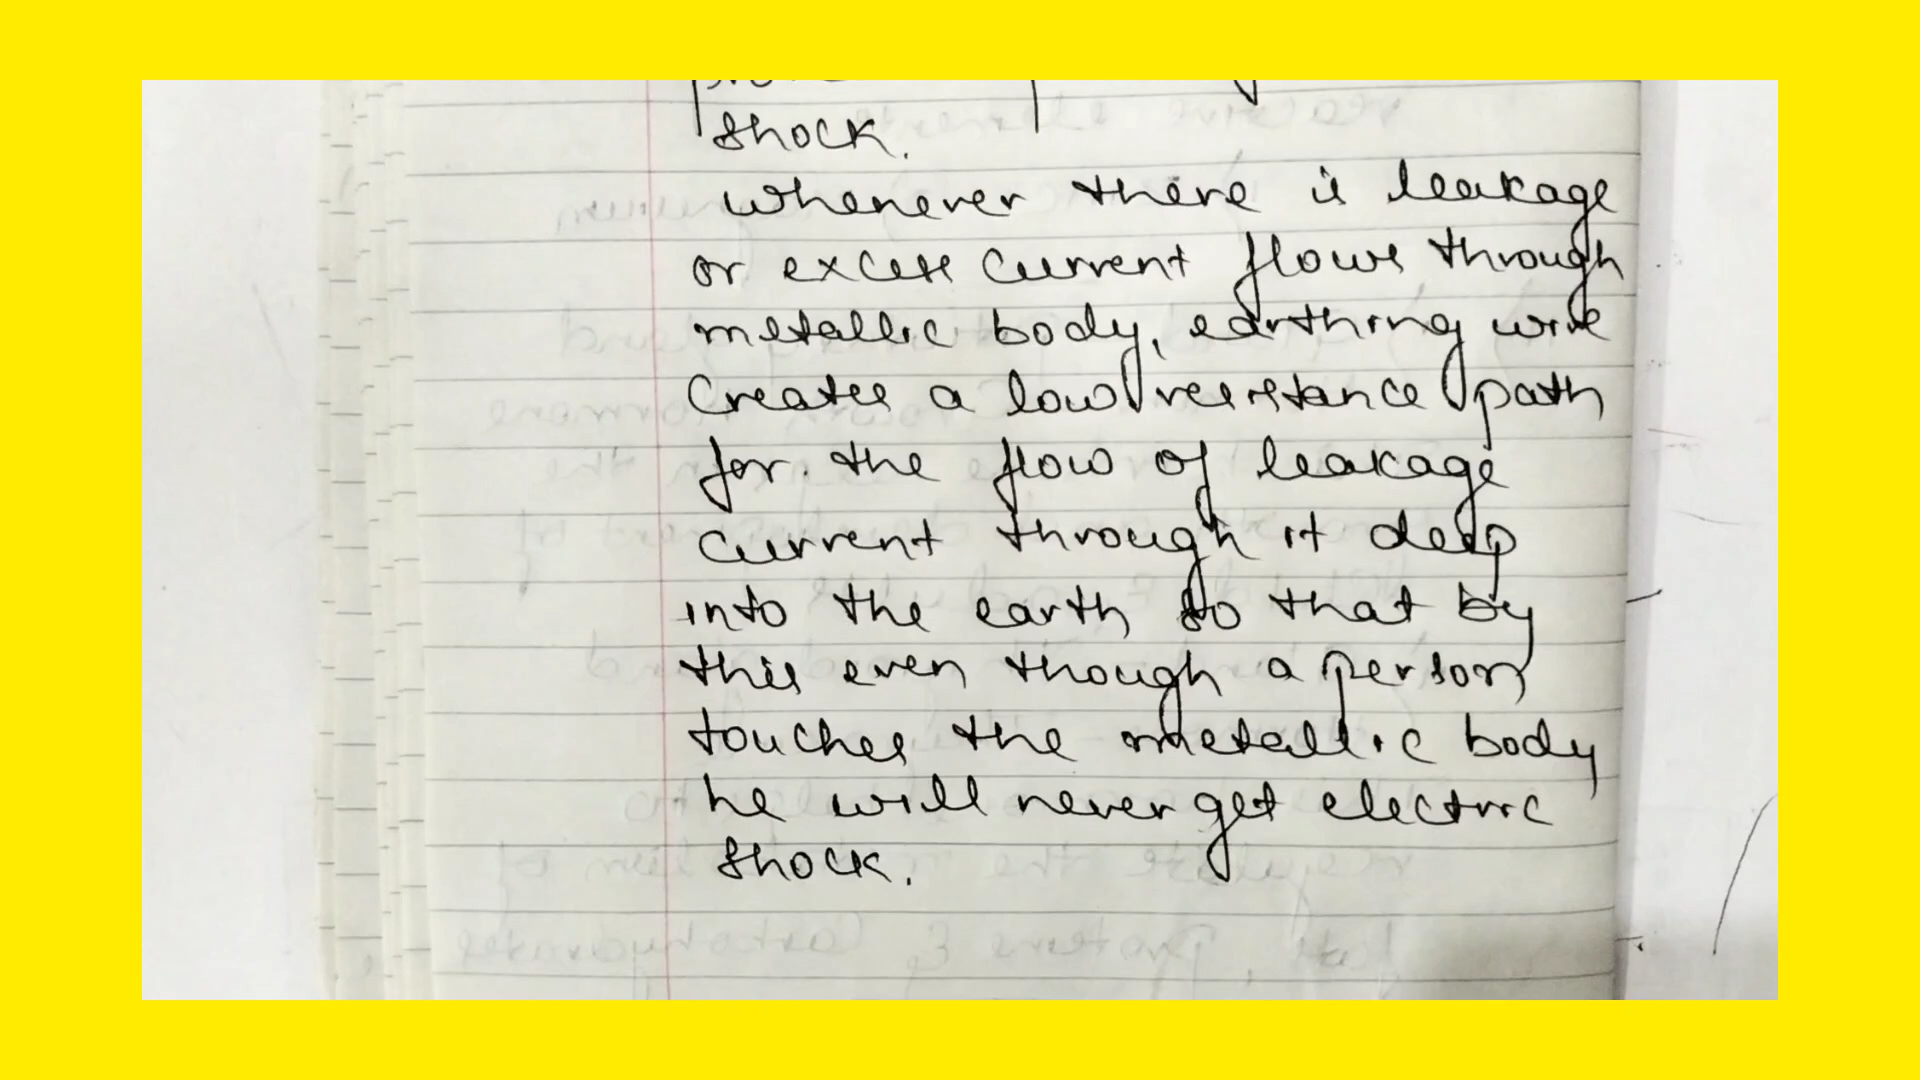 shock.
whenever there is leakage
or excess current flows through
metallic body, earthing wire
creates a low resistance path
for the flow of leakage
current through it deep
into the earth so that by
this even though a person
touches the metallic body
he will never get electric
shock.